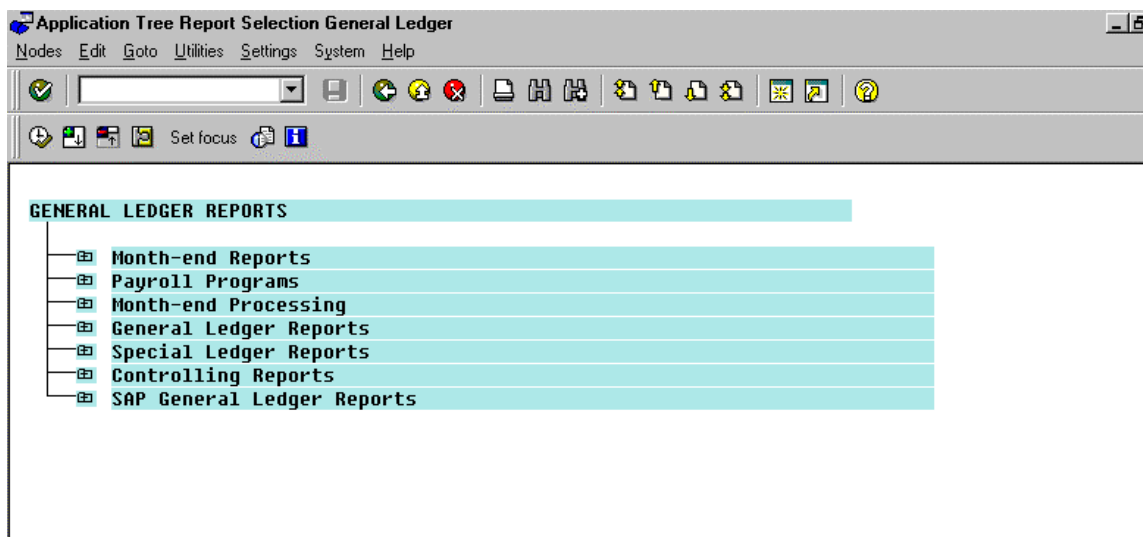 Application Tree Report Selection General Ledger
Nodes Edit Goto Utilities Settings System Help
Set focus
GENERAL LEDGER REPORTS
Month-end Reports
Payroll Programs
Month-end Processing
General Ledger Reports
Special Ledger Reports
Controlling Reports
SAP General Ledger Reports